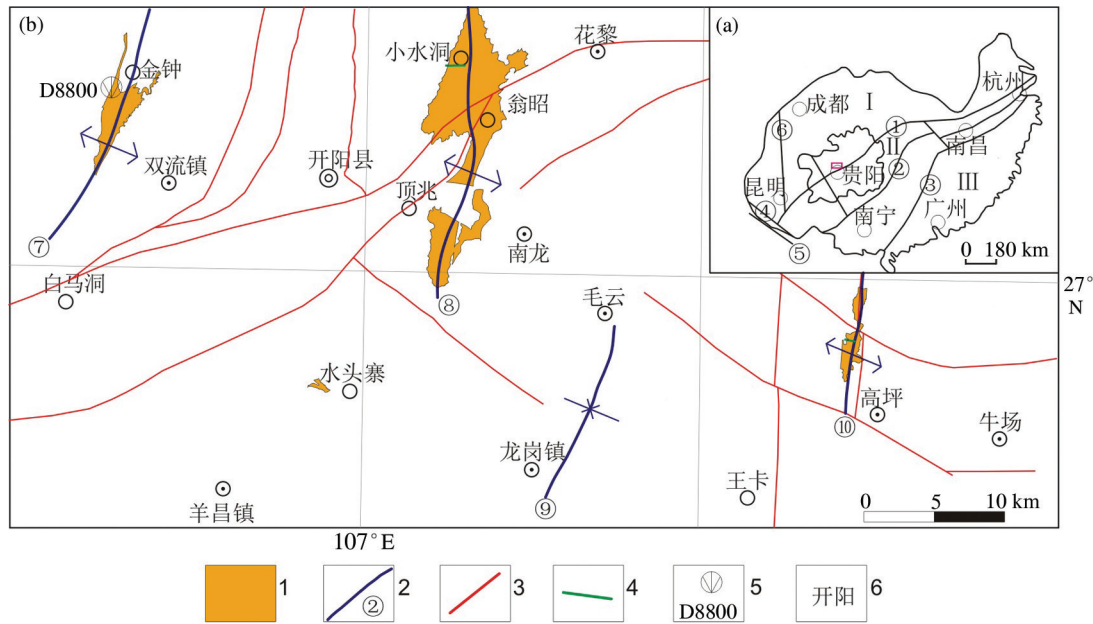 (b)
小水洞
花黎
金钟
D8800
翁昭
双流镇
开阳县
顶兆
南龙
⑦
白马洞
⑧
毛云
水头寨
龙岗镇
羊昌镇
⑨
⑩
高坪
牛场
王卡
0 5 10 km
(a)
杭州
成都
Ⅰ
⑥
①
Ⅱ
南昌
贵阳
②
③
Ⅲ
昆明
④
南宁
广州
⑤
0 180 km
27°
N
107°E
1
② 2
3
4
D8800 5
开阳 6